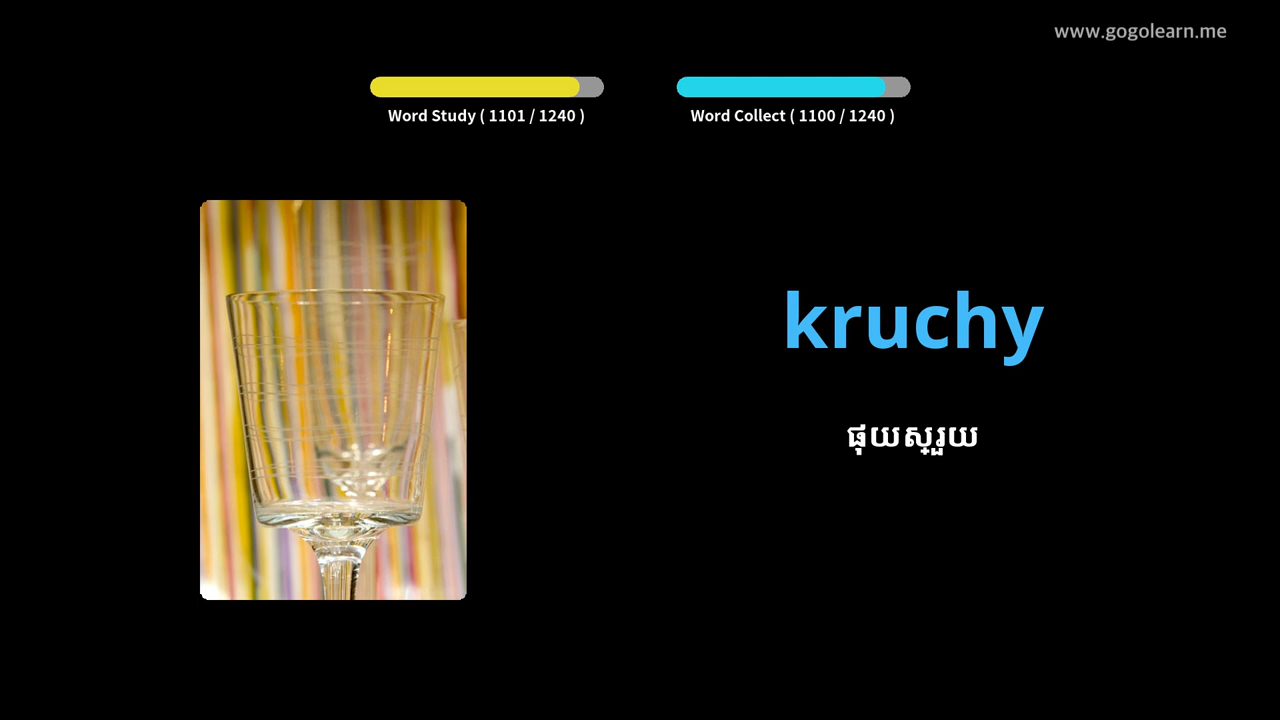 www.gogolearn.me
Word Study ( 1101 / 1240 )
Word Collect ( 1100 / 1240 )
kruchy
ផុយស្រួយ